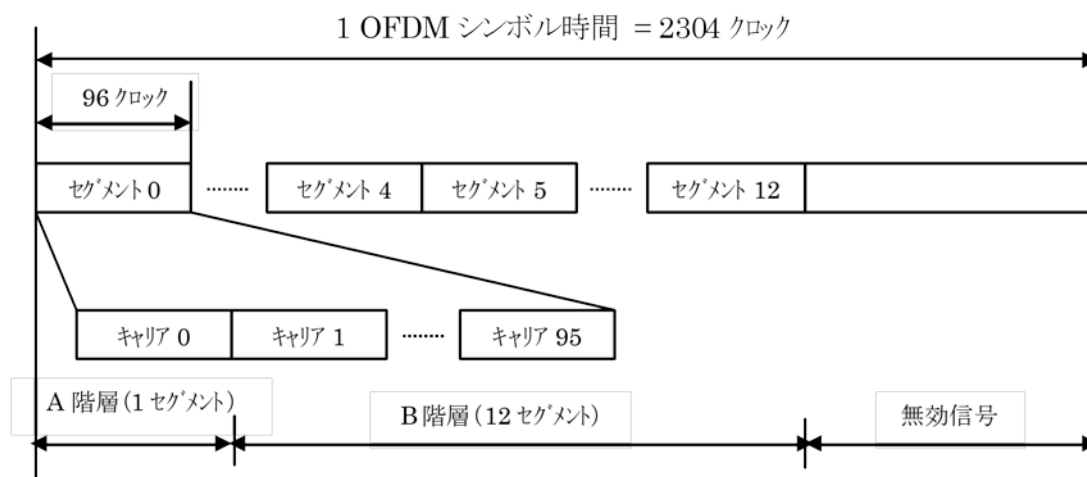 1 OFDM シンボル時間 = 2304 クロック
96 クロック
セグメント 0 ········ セグメント 4 セグメント 5 ········ セグメント 12
キャリア 0 キャリア 1 ········ キャリア 95
A 階層(1 セグメント) B 階層(12 セグメント) 無効信号